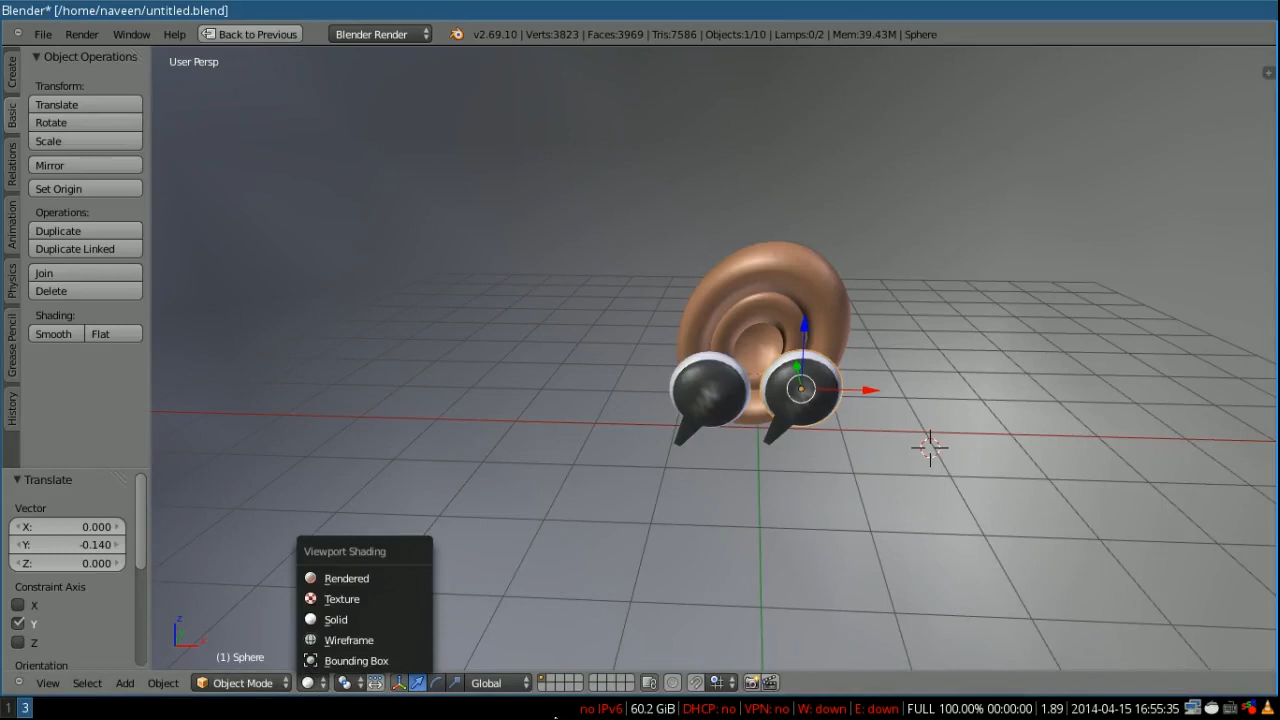 Blender* [/home/naveen/untitled.blend]
File Render Window Help Back to Previous Blender Render v2.69.10 | Verts:3823 | Faces:3969 | Tris:7586 | Objects:1/10 | Lamps:0/2 | Mem:39.43M | Sphere
Create
Basic
Relations
Animation
Physics
Grease Pencil
History
Object Operations
Transform:
Translate
Rotate
Scale
Mirror
Set Origin
Operations:
Duplicate
Duplicate Linked
Join
Delete
Shading:
Smooth Flat
Translate
Vector
X: 0.000
Y: -0.140
Z: 0.000
Constraint Axis
X
Y
Z
Orientation
User Persp
Viewport Shading
Rendered
Texture
Solid
Wireframe
Bounding Box
z
x
(1) Sphere
View Select Add Object Object Mode Global
1 3 no IPv6| 60.2 GiB| DHCP: no| VPN: no| W: down| E: down| FULL 100.00% 00:00:00| 1.89| 2014-04-15 16:55:35